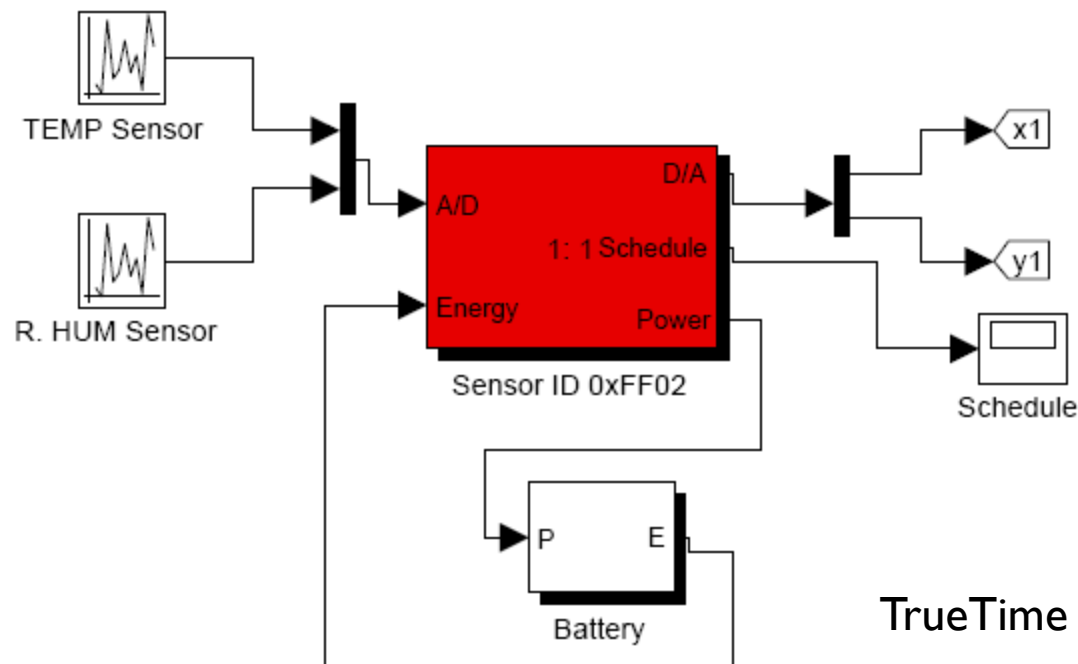 TEMP Sensor
R. HUM Sensor
A/D
Energy
D/A
1: 1 Schedule
Power
Sensor ID 0xFF02
x1
y1
Schedule
P
E
Battery
TrueTime